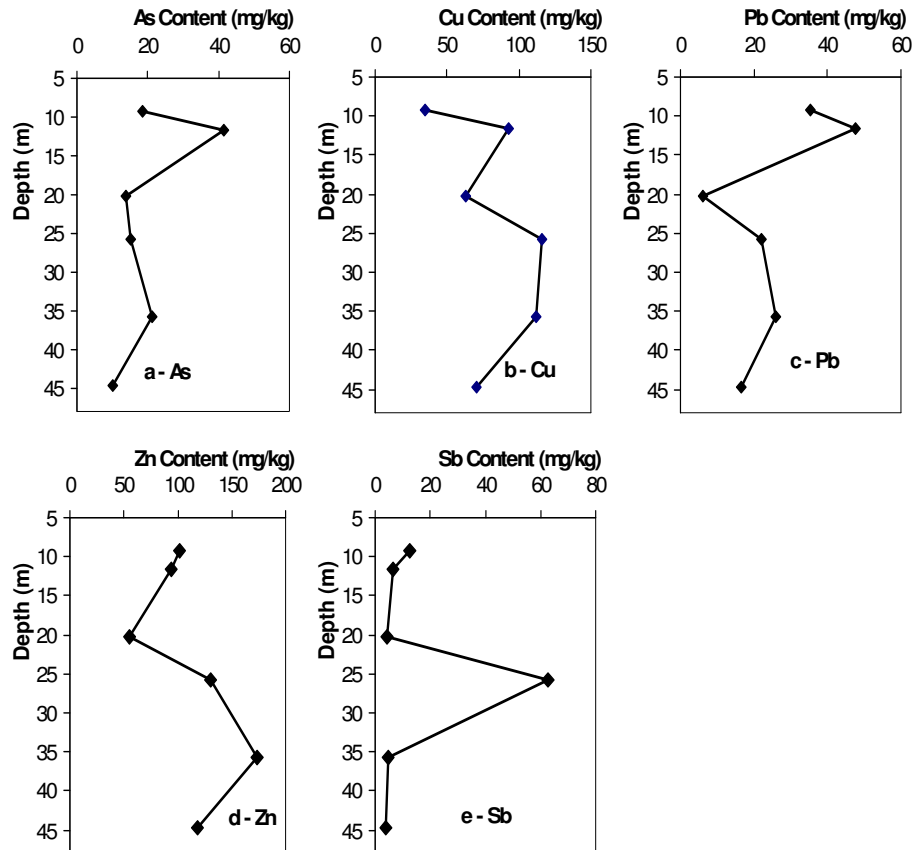 As Content (mg/kg)
0 20 40 60
Depth (m)
5
10
15
20
25
30
35
40
45
a - As
Cu Content (mg/kg)
0 50 100 150
Depth (m)
5
10
15
20
25
30
35
40
45
b - Cu
Pb Content (mg/kg)
0 20 40 60
Depth (m)
5
10
15
20
25
30
35
40
45
c - Pb
Zn Content (mg/kg)
0 50 100 150 200
Depth (m)
5
10
15
20
25
30
35
40
45
d - Zn
Sb Content (mg/kg)
0 20 40 60 80
Depth (m)
5
10
15
20
25
30
35
40
45
e - Sb